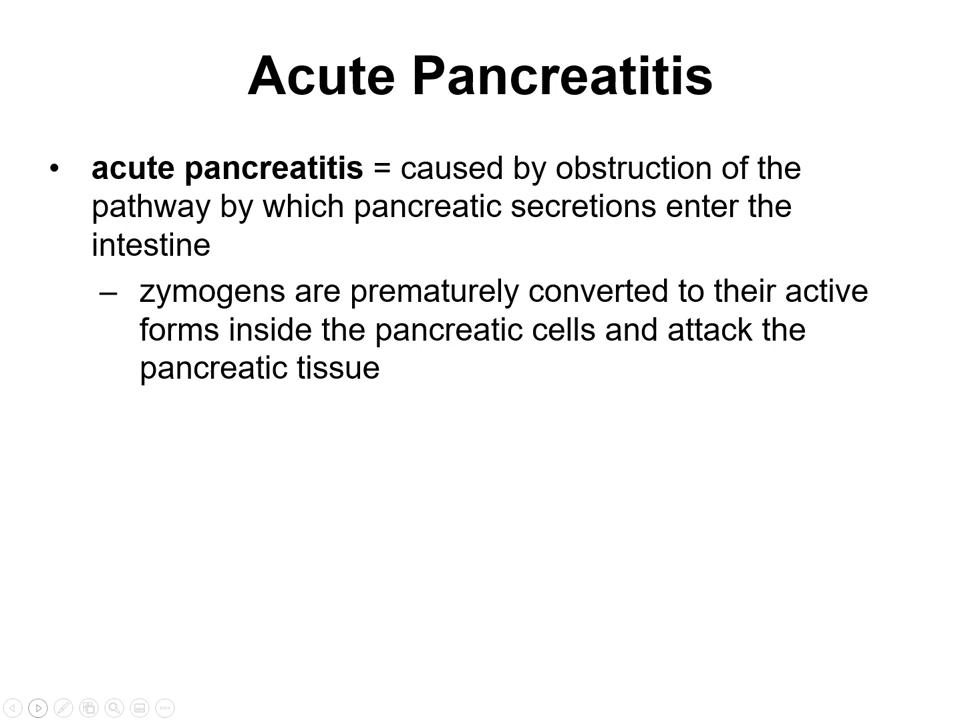 Acute Pancreatitis
• acute pancreatitis = caused by obstruction of the
pathway by which pancreatic secretions enter the
intestine
– zymogens are prematurely converted to their active
forms inside the pancreatic cells and attack the
pancreatic tissue